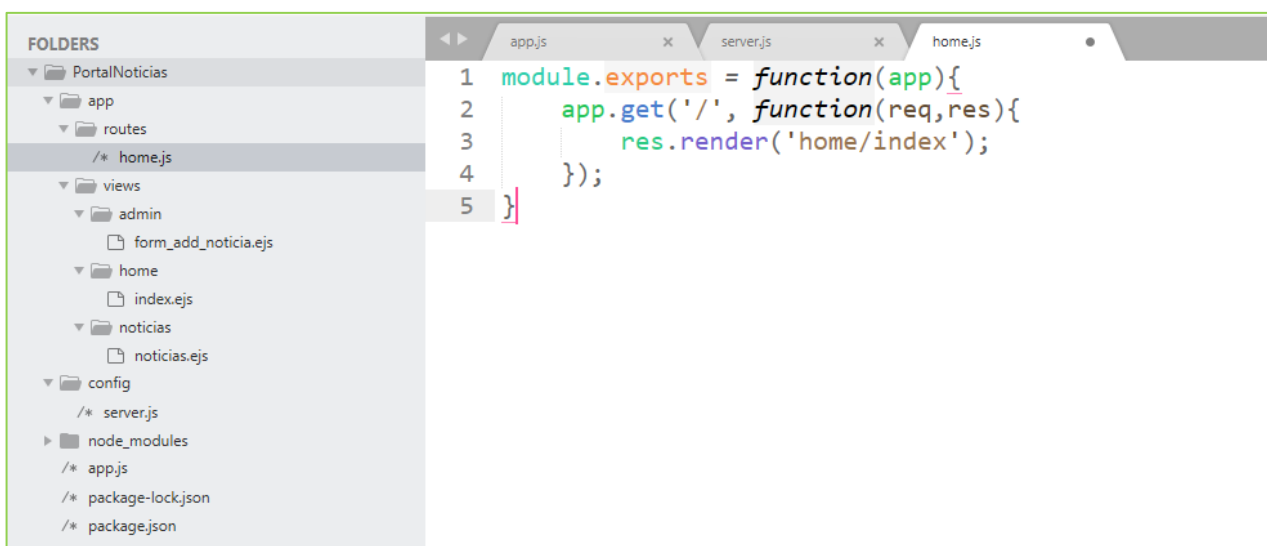 FOLDERS
PortalNoticias
app
routes
/* home.js
views
admin
form_add_noticia.ejs
home
index.ejs
noticias
noticias.ejs
config
/* server.js
node_modules
/* app.js
/* package-lock.json
/* package.json
app.js × server.js × home.js
1 module.exports = function(app){
2     app.get('/', function(req,res){
3         res.render('home/index');
4     });
5 }